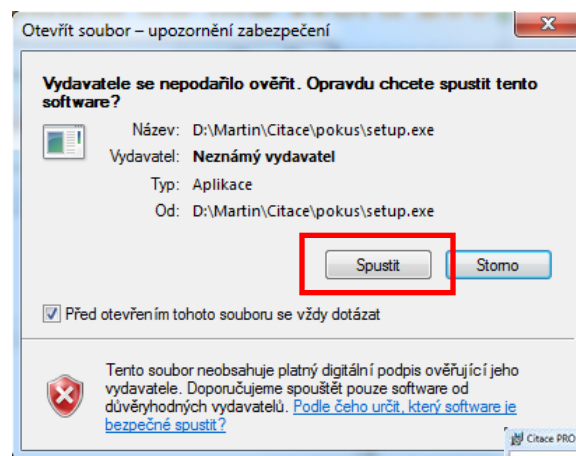 Otevřít soubor – upozornění zabezpečení
Vydavatele se nepodařilo ověřit. Opravdu chcete spustit tento
software?
Název: D:\Martin\Citace\pokus\setup.exe
Vydavatel: Neznámý vydavatel
Typ: Aplikace
Od: D:\Martin\Citace\pokus\setup.exe
Spustit Storno
Před otevřením tohoto souboru se vždy dotázat
Tento soubor neobsahuje platný digitální podpis ověřující jeho
vydavatele. Doporučujeme spouštět pouze software od
důvěryhodných vydavatelů. Podle čeho určit, který software je
bezpečné spustit?
Citace PRO